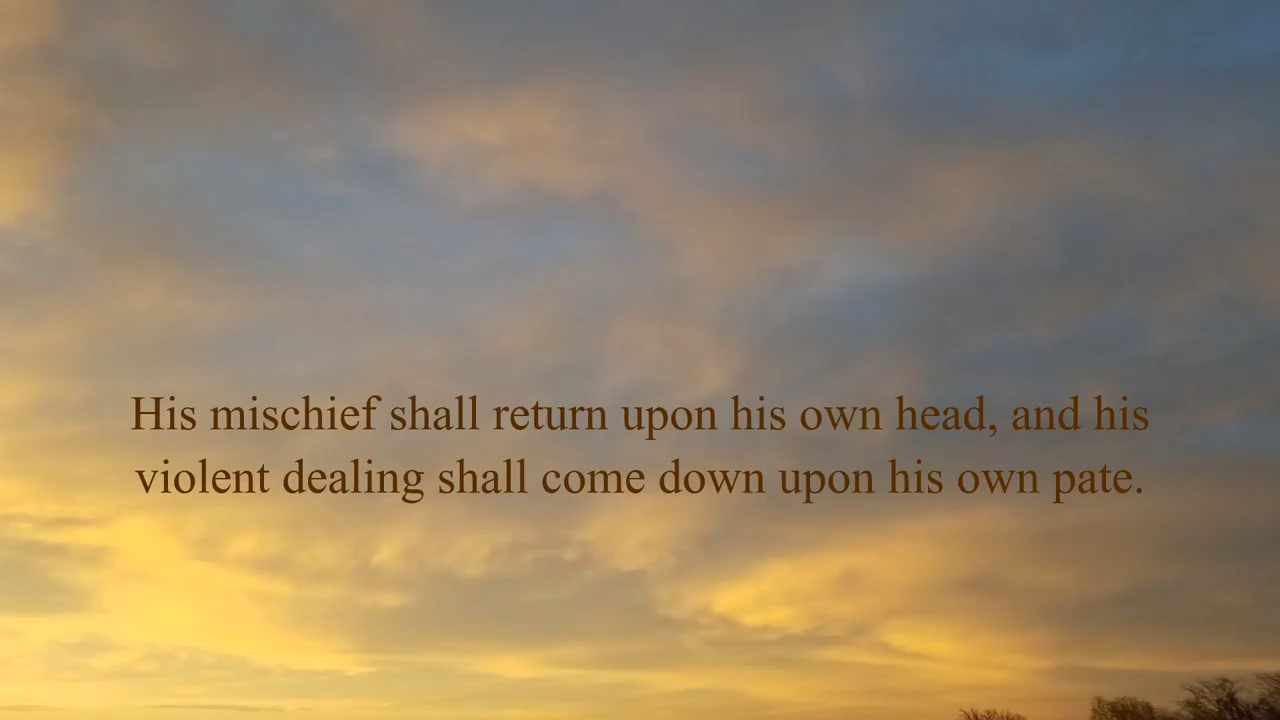 His mischief shall return upon his own head, and his
violent dealing shall come down upon his own pate.